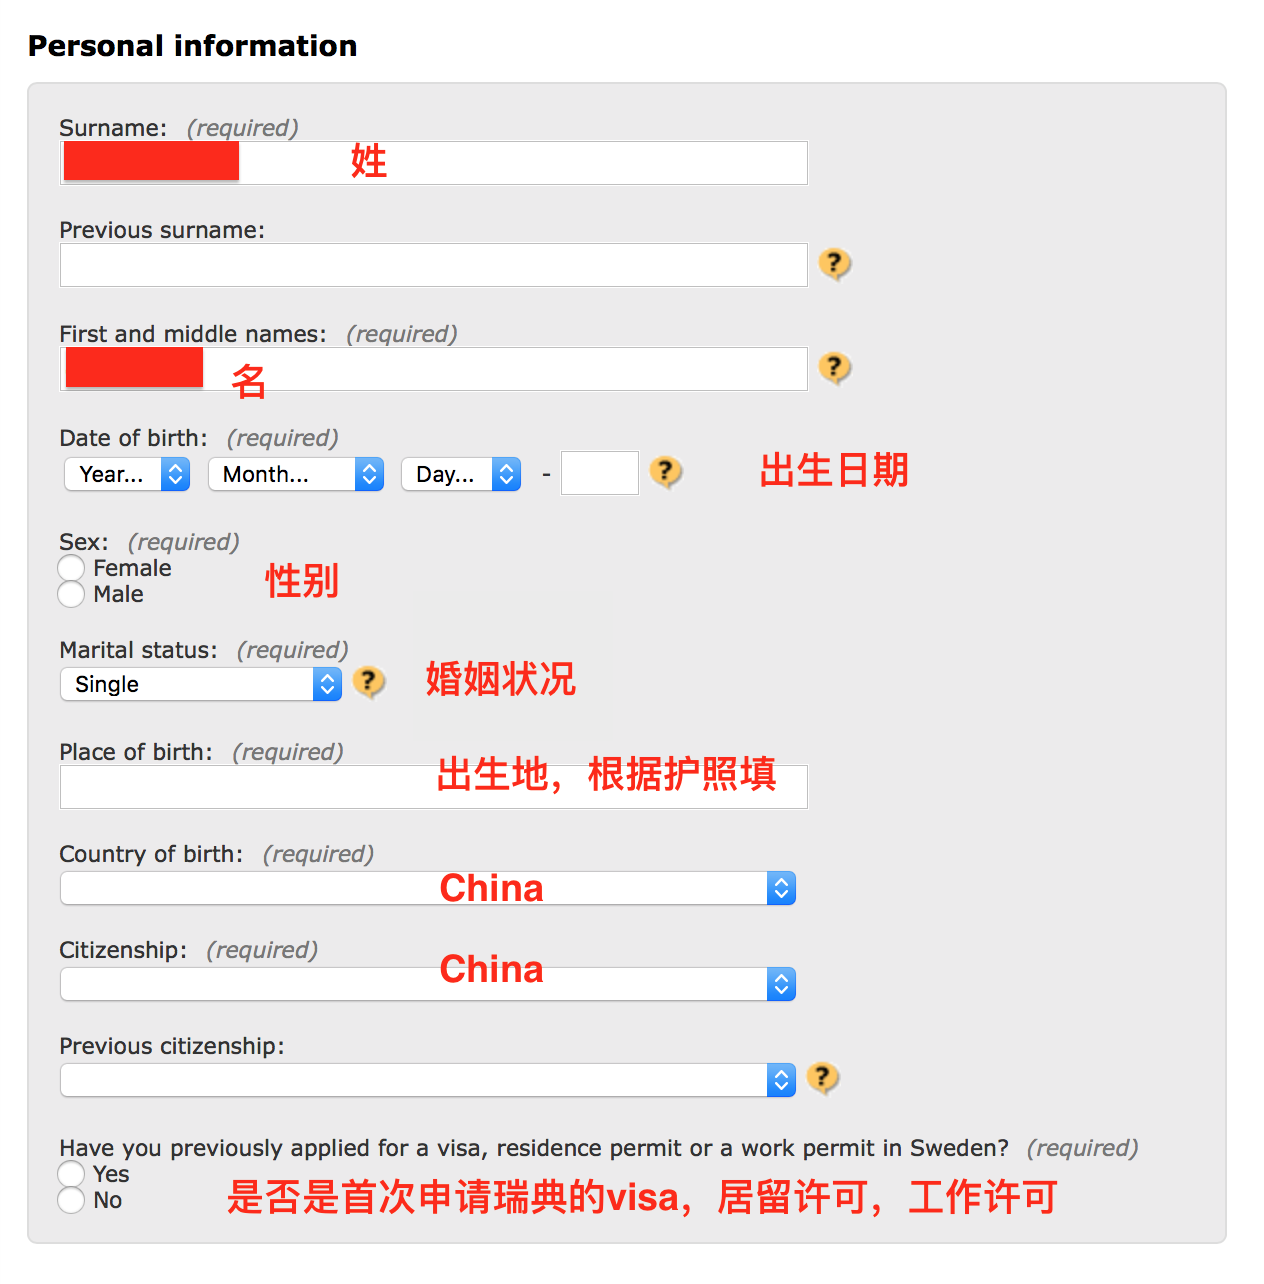 Personal information
Surname: (required)
姓
Previous surname:
?
First and middle names: (required)
名
?
Date of birth: (required)
Year... Month... Day... - ? 出生日期
Sex: (required)
Female
Male
性别
Marital status: (required)
Single ? 婚姻状况
Place of birth: (required)
出生地，根据护照填
Country of birth: (required)
China
Citizenship: (required)
China
Previous citizenship:
?
Have you previously applied for a visa, residence permit or a work permit in Sweden? (required)
Yes
No
是否是首次申请瑞典的visa，居留许可，工作许可